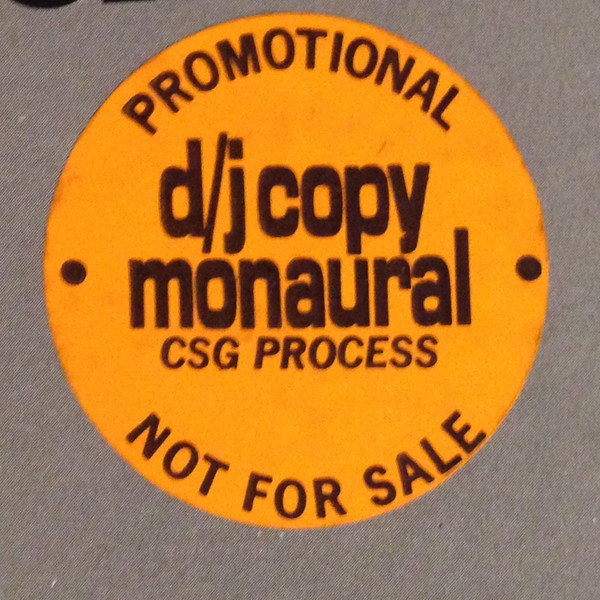 PROMOTIONAL
d/j copy
monaural
CSG PROCESS
NOT FOR SALE